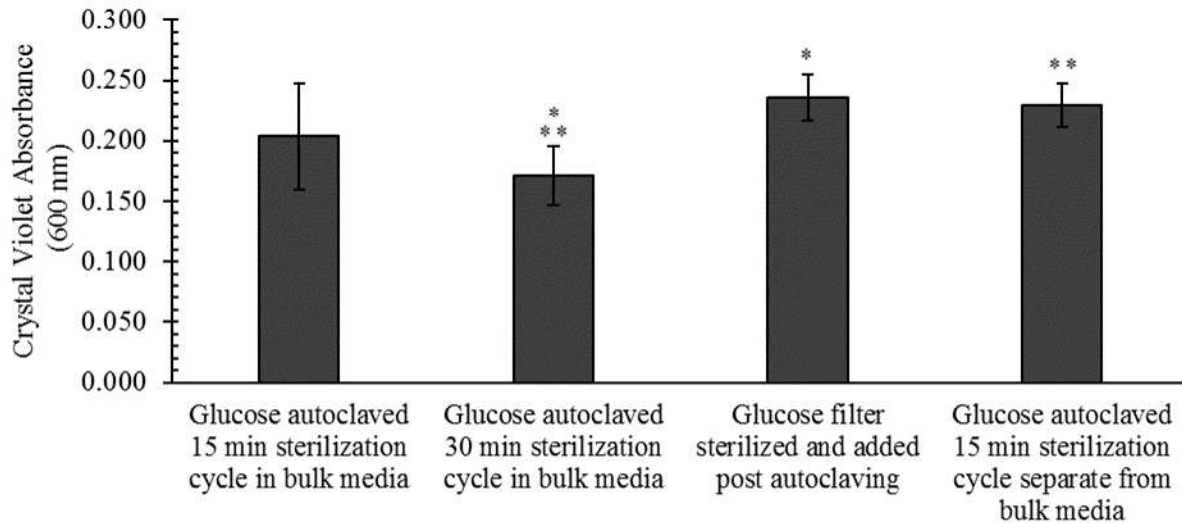 Crystal Violet Absorbance
(600 nm)
0.300
0.250
0.200
0.150
0.100
0.050
0.000
*
**
*
**
Glucose autoclaved
15 min sterilization
cycle in bulk media
Glucose autoclaved
30 min sterilization
cycle in bulk media
Glucose filter
sterilized and added
post autoclaving
Glucose autoclaved
15 min sterilization
cycle separate from
bulk media